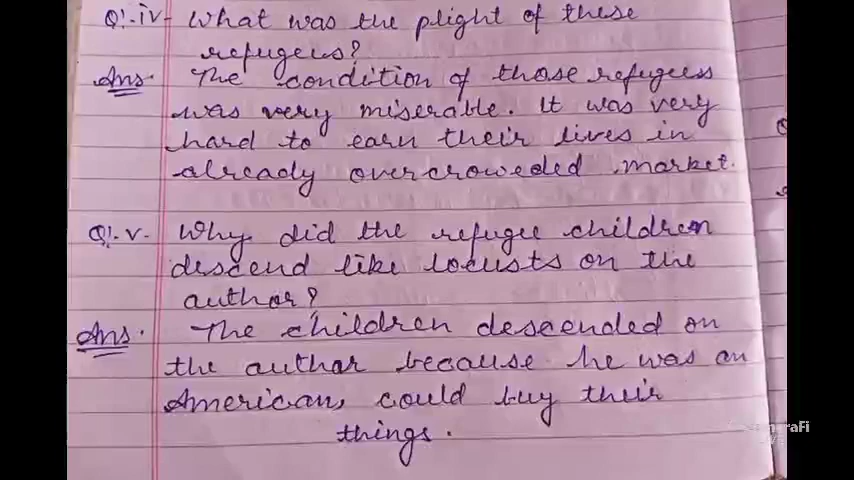 Q!-iv- What was the plight of these
refugees?
Ans. The condition of those refugees
was very miserable. It was very
hard to earn their lives in
already overcroweded market.
Q!-v- Why did the refugee children
descend like locusts on the
author?
Ans. The children descended on
the author because he was an
American, could buy their
things.